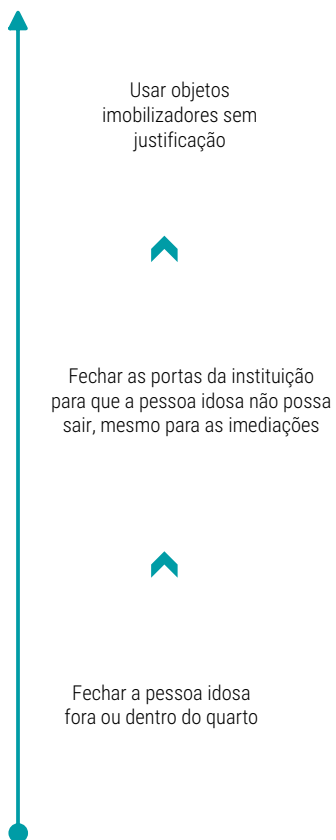 Usar objetos
imobilizadores sem
justificação
Fechar as portas da instituição
para que a pessoa idosa não possa
sair, mesmo para as imediações
Fechar a pessoa idosa
fora ou dentro do quarto